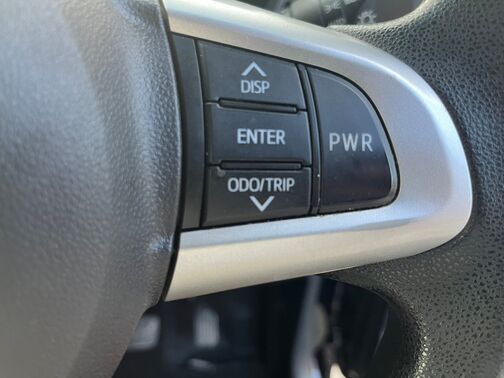 DISP
ENTER
PWR
ODO/TRIP